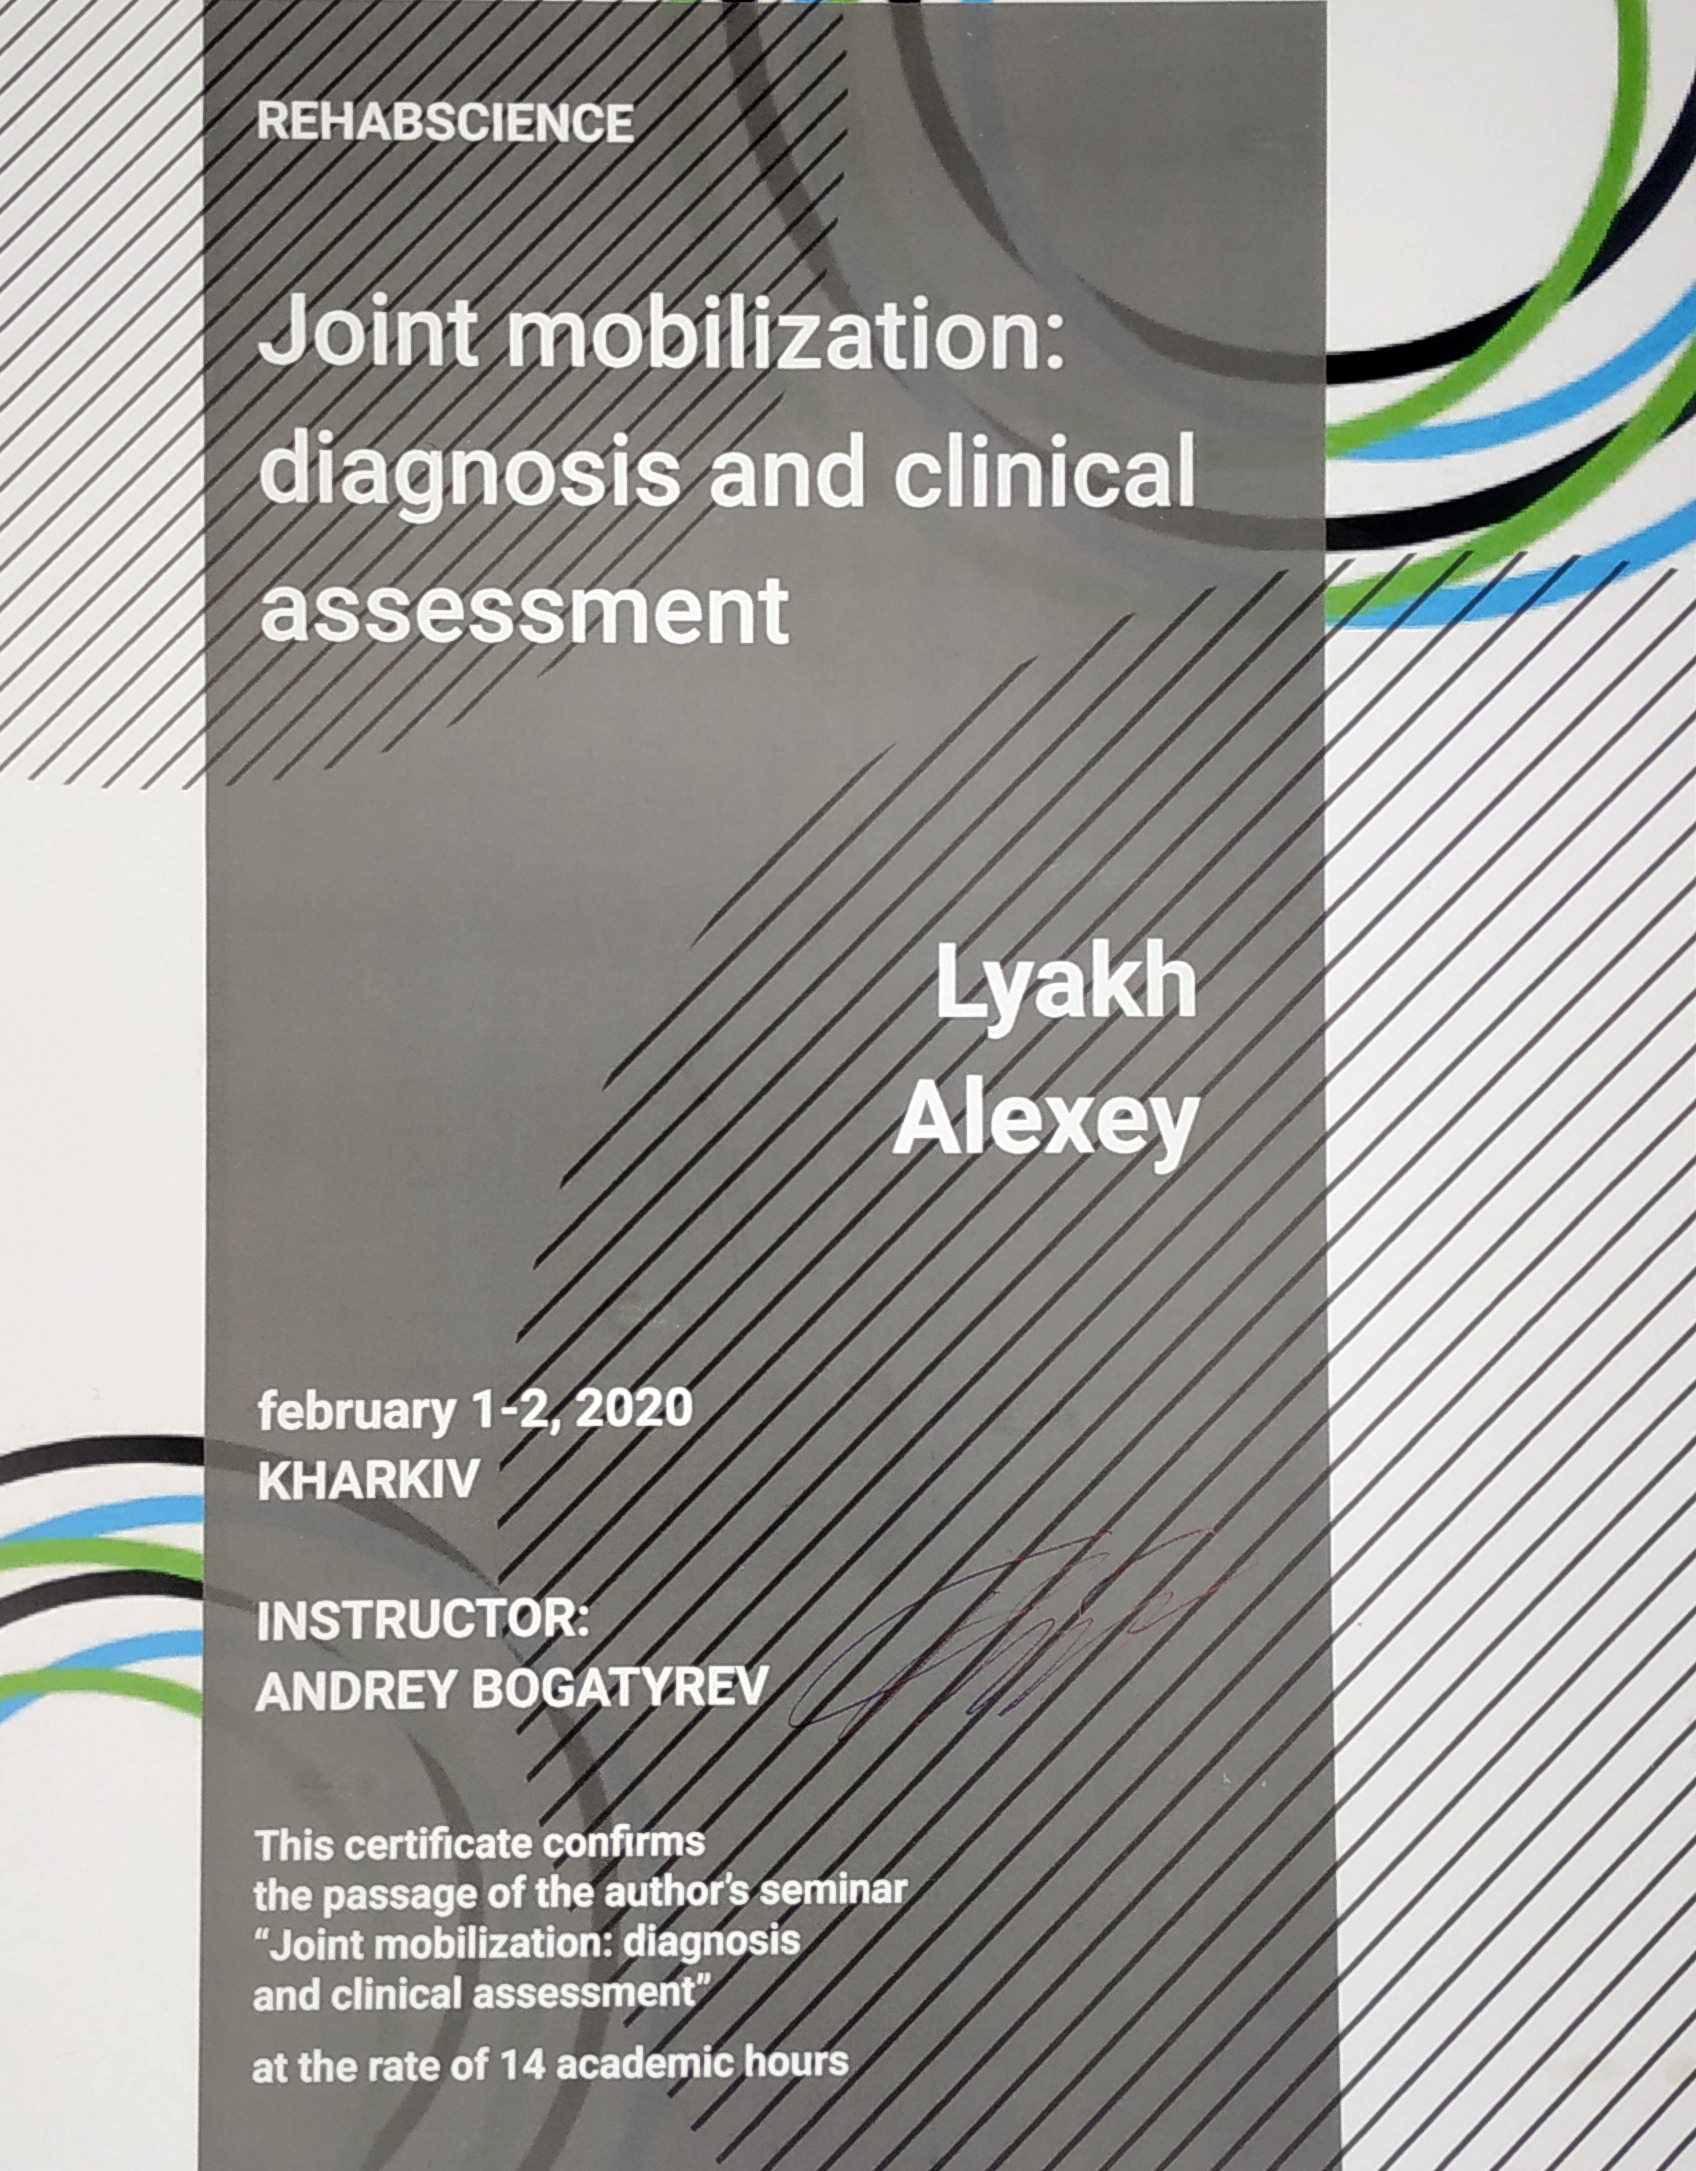 REHABSCIENCE
Joint mobilization:
diagnosis and clinical
assessment
Lyakh
Alexey
february 1-2, 2020
KHARKIV
INSTRUCTOR:
ANDREY BOGATYREV
This certificate confirms
the passage of the author’s seminar
“Joint mobilization: diagnosis
and clinical assessment”
at the rate of 14 academic hours